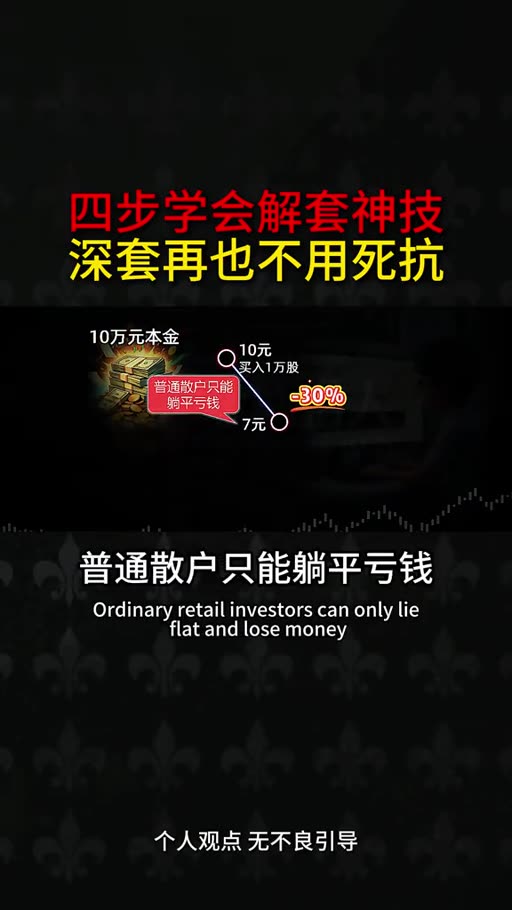 四步学会解套神技
深套再也不用死抗
10万元本金
10元
买入1万股
普通散户只能
躺平亏钱
-30%
7元
普通散户只能躺平亏钱
Ordinary retail investors can only lie
flat and lose money
个人观点 无不良引导